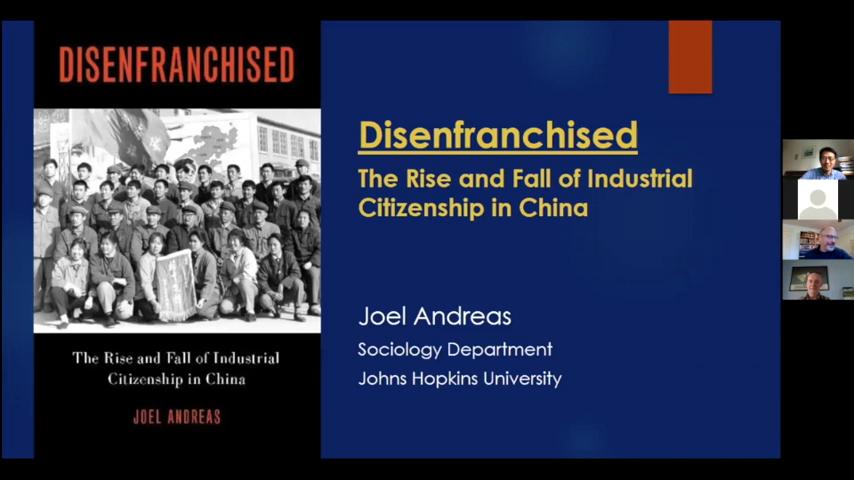 DISENFRANCHISED
The Rise and Fall of Industrial
Citizenship in China
JOEL ANDREAS
Disenfranchised
The Rise and Fall of Industrial
Citizenship in China
Joel Andreas
Sociology Department
Johns Hopkins University